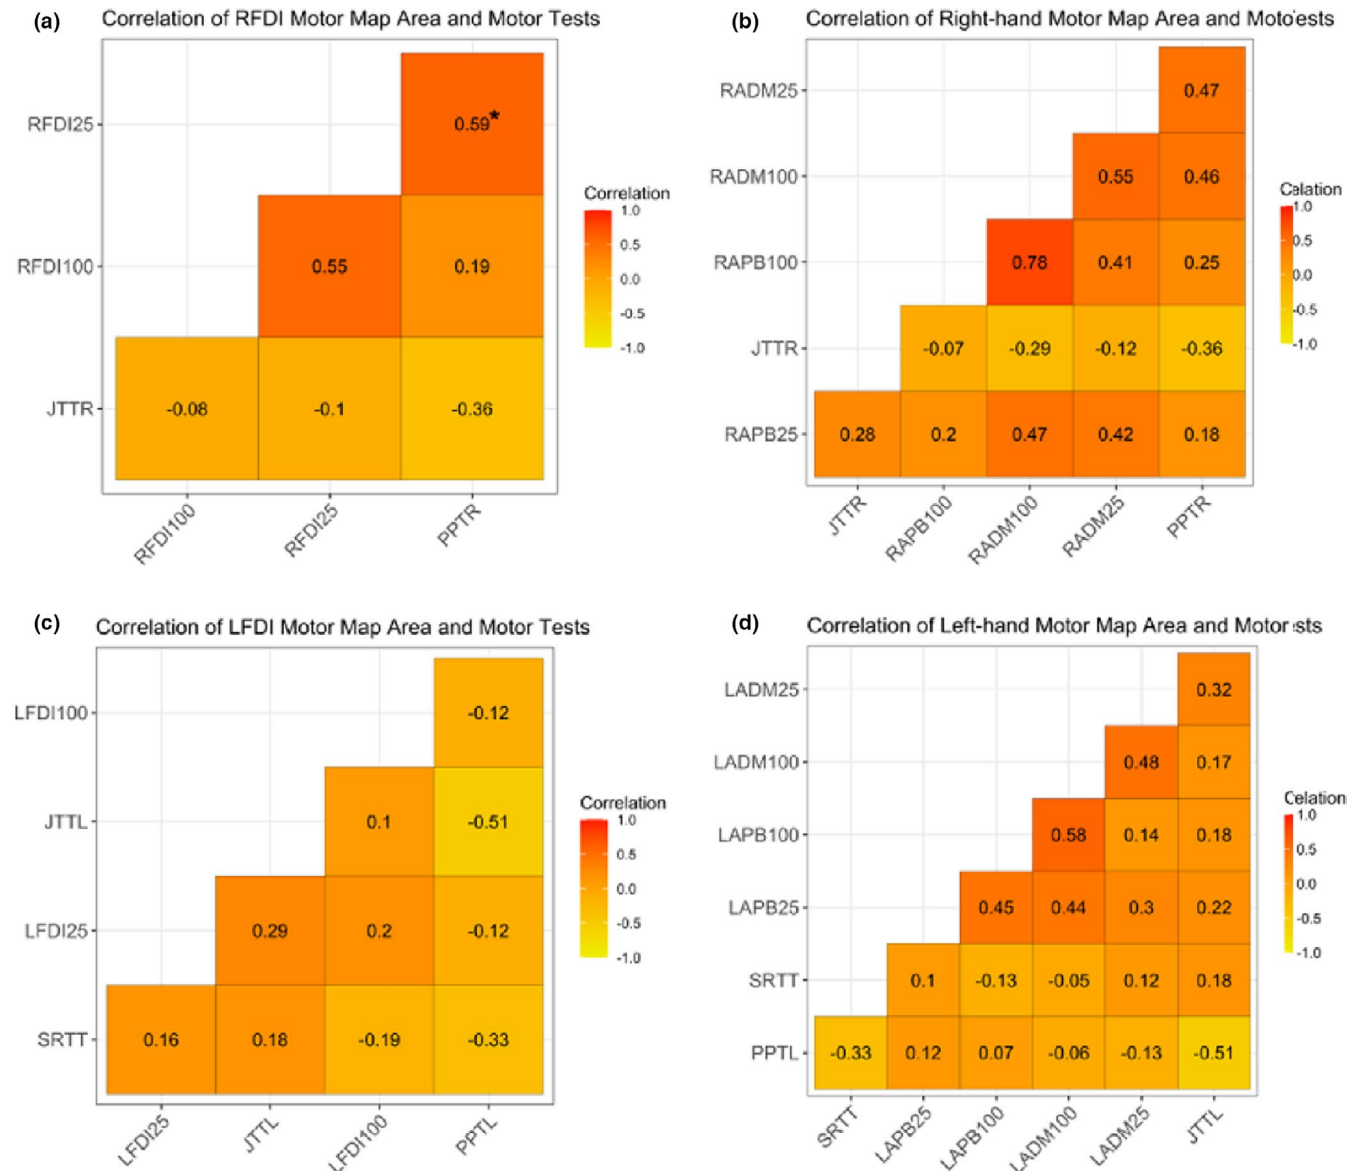 (a)
Correlation of RFDI Motor Map Area and Motor Tests
RFDI25
0.59*
RFDI100
0.55
0.19
JTTR
-0.08
-0.1
-0.36
RFDI100
RFDI25
PPTR
Correlation
1.0
0.5
0.0
-0.5
-1.0
(b)
Correlation of Right-hand Motor Map Area and Mototests
RADM25
0.47
RADM100
0.55
0.46
RAPB100
0.78
0.41
0.25
JTTR
-0.07
-0.29
-0.12
-0.36
RAPB25
0.28
0.2
0.47
0.42
0.18
JTTR
RAPB100
RADM100
RADM25
PPTR
Celation
1.0
0.5
0.0
-0.5
-1.0
(c)
Correlation of LFDI Motor Map Area and Motor Tests
LFDI100
-0.12
JTTL
0.1
-0.51
LFDI25
0.29
0.2
-0.12
SRTT
0.16
0.18
-0.19
-0.33
LFDI25
JTTL
LFDI100
PPTL
Correlation
1.0
0.5
0.0
-0.5
-1.0
(d)
Correlation of Left-hand Motor Map Area and Motor sts
LADM25
0.32
LADM100
0.48
0.17
LAPB100
0.58
0.14
0.18
LAPB25
0.45
0.44
0.3
0.22
SRTT
0.1
-0.13
-0.05
0.12
0.18
PPTL
-0.33
0.12
0.07
-0.06
-0.13
-0.51
SRTT
LAPB25
LAPB100
LADM100
LADM25
JTTL
Celation
1.0
0.5
0.0
-0.5
-1.0